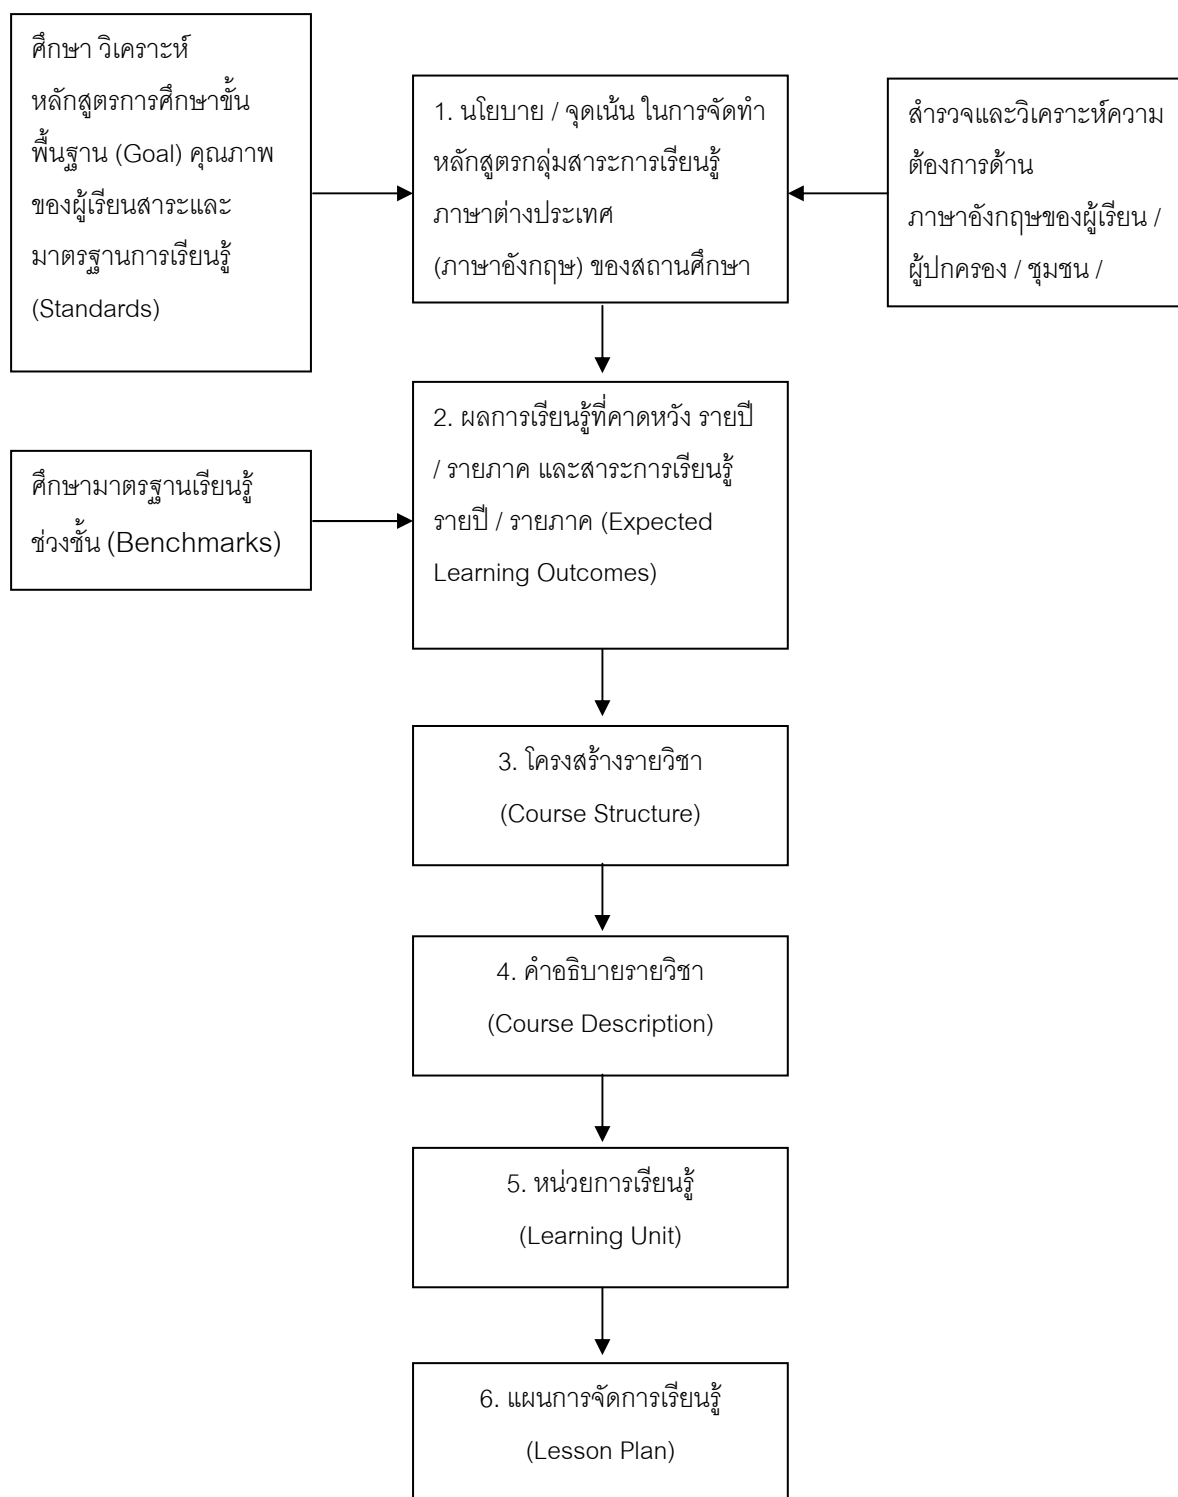 ศึกษา วิเคราะห์
หลักสูตรการศึกษาขั้น
พื้นฐาน (Goal) คุณภาพ
ของผู้เรียนสาระและ
มาตรฐานการเรียนรู้
(Standards)
1. นโยบาย / จุดเน้น ในการจัดทำ
หลักสูตรกลุ่มสาระการเรียนรู้
ภาษาต่างประเทศ
(ภาษาอังกฤษ) ของสถานศึกษา
สำรวจและวิเคราะห์ความ
ต้องการด้าน
ภาษาอังกฤษของผู้เรียน /
ผู้ปกครอง / ชุมชน /
ศึกษามาตรฐานเรียนรู้
ช่วงชั้น (Benchmarks)
2. ผลการเรียนรู้ที่คาดหวัง รายปี
/ รายภาค และสาระการเรียนรู้
รายปี / รายภาค (Expected
Learning Outcomes)
3. โครงสร้างรายวิชา
(Course Structure)
4. คำอธิบายรายวิชา
(Course Description)
5. หน่วยการเรียนรู้
(Learning Unit)
6. แผนการจัดการเรียนรู้
(Lesson Plan)